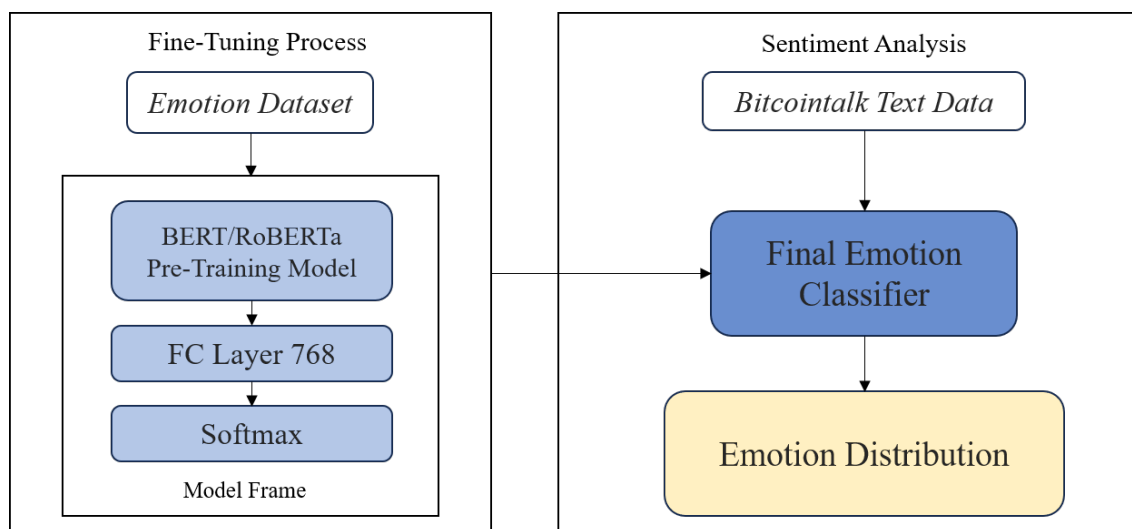 Fine-Tuning Process
Emotion Dataset
BERT/RoBERTa
Pre-Training Model
FC Layer 768
Softmax
Model Frame
Sentiment Analysis
Bitcointalk Text Data
Final Emotion
Classifier
Emotion Distribution